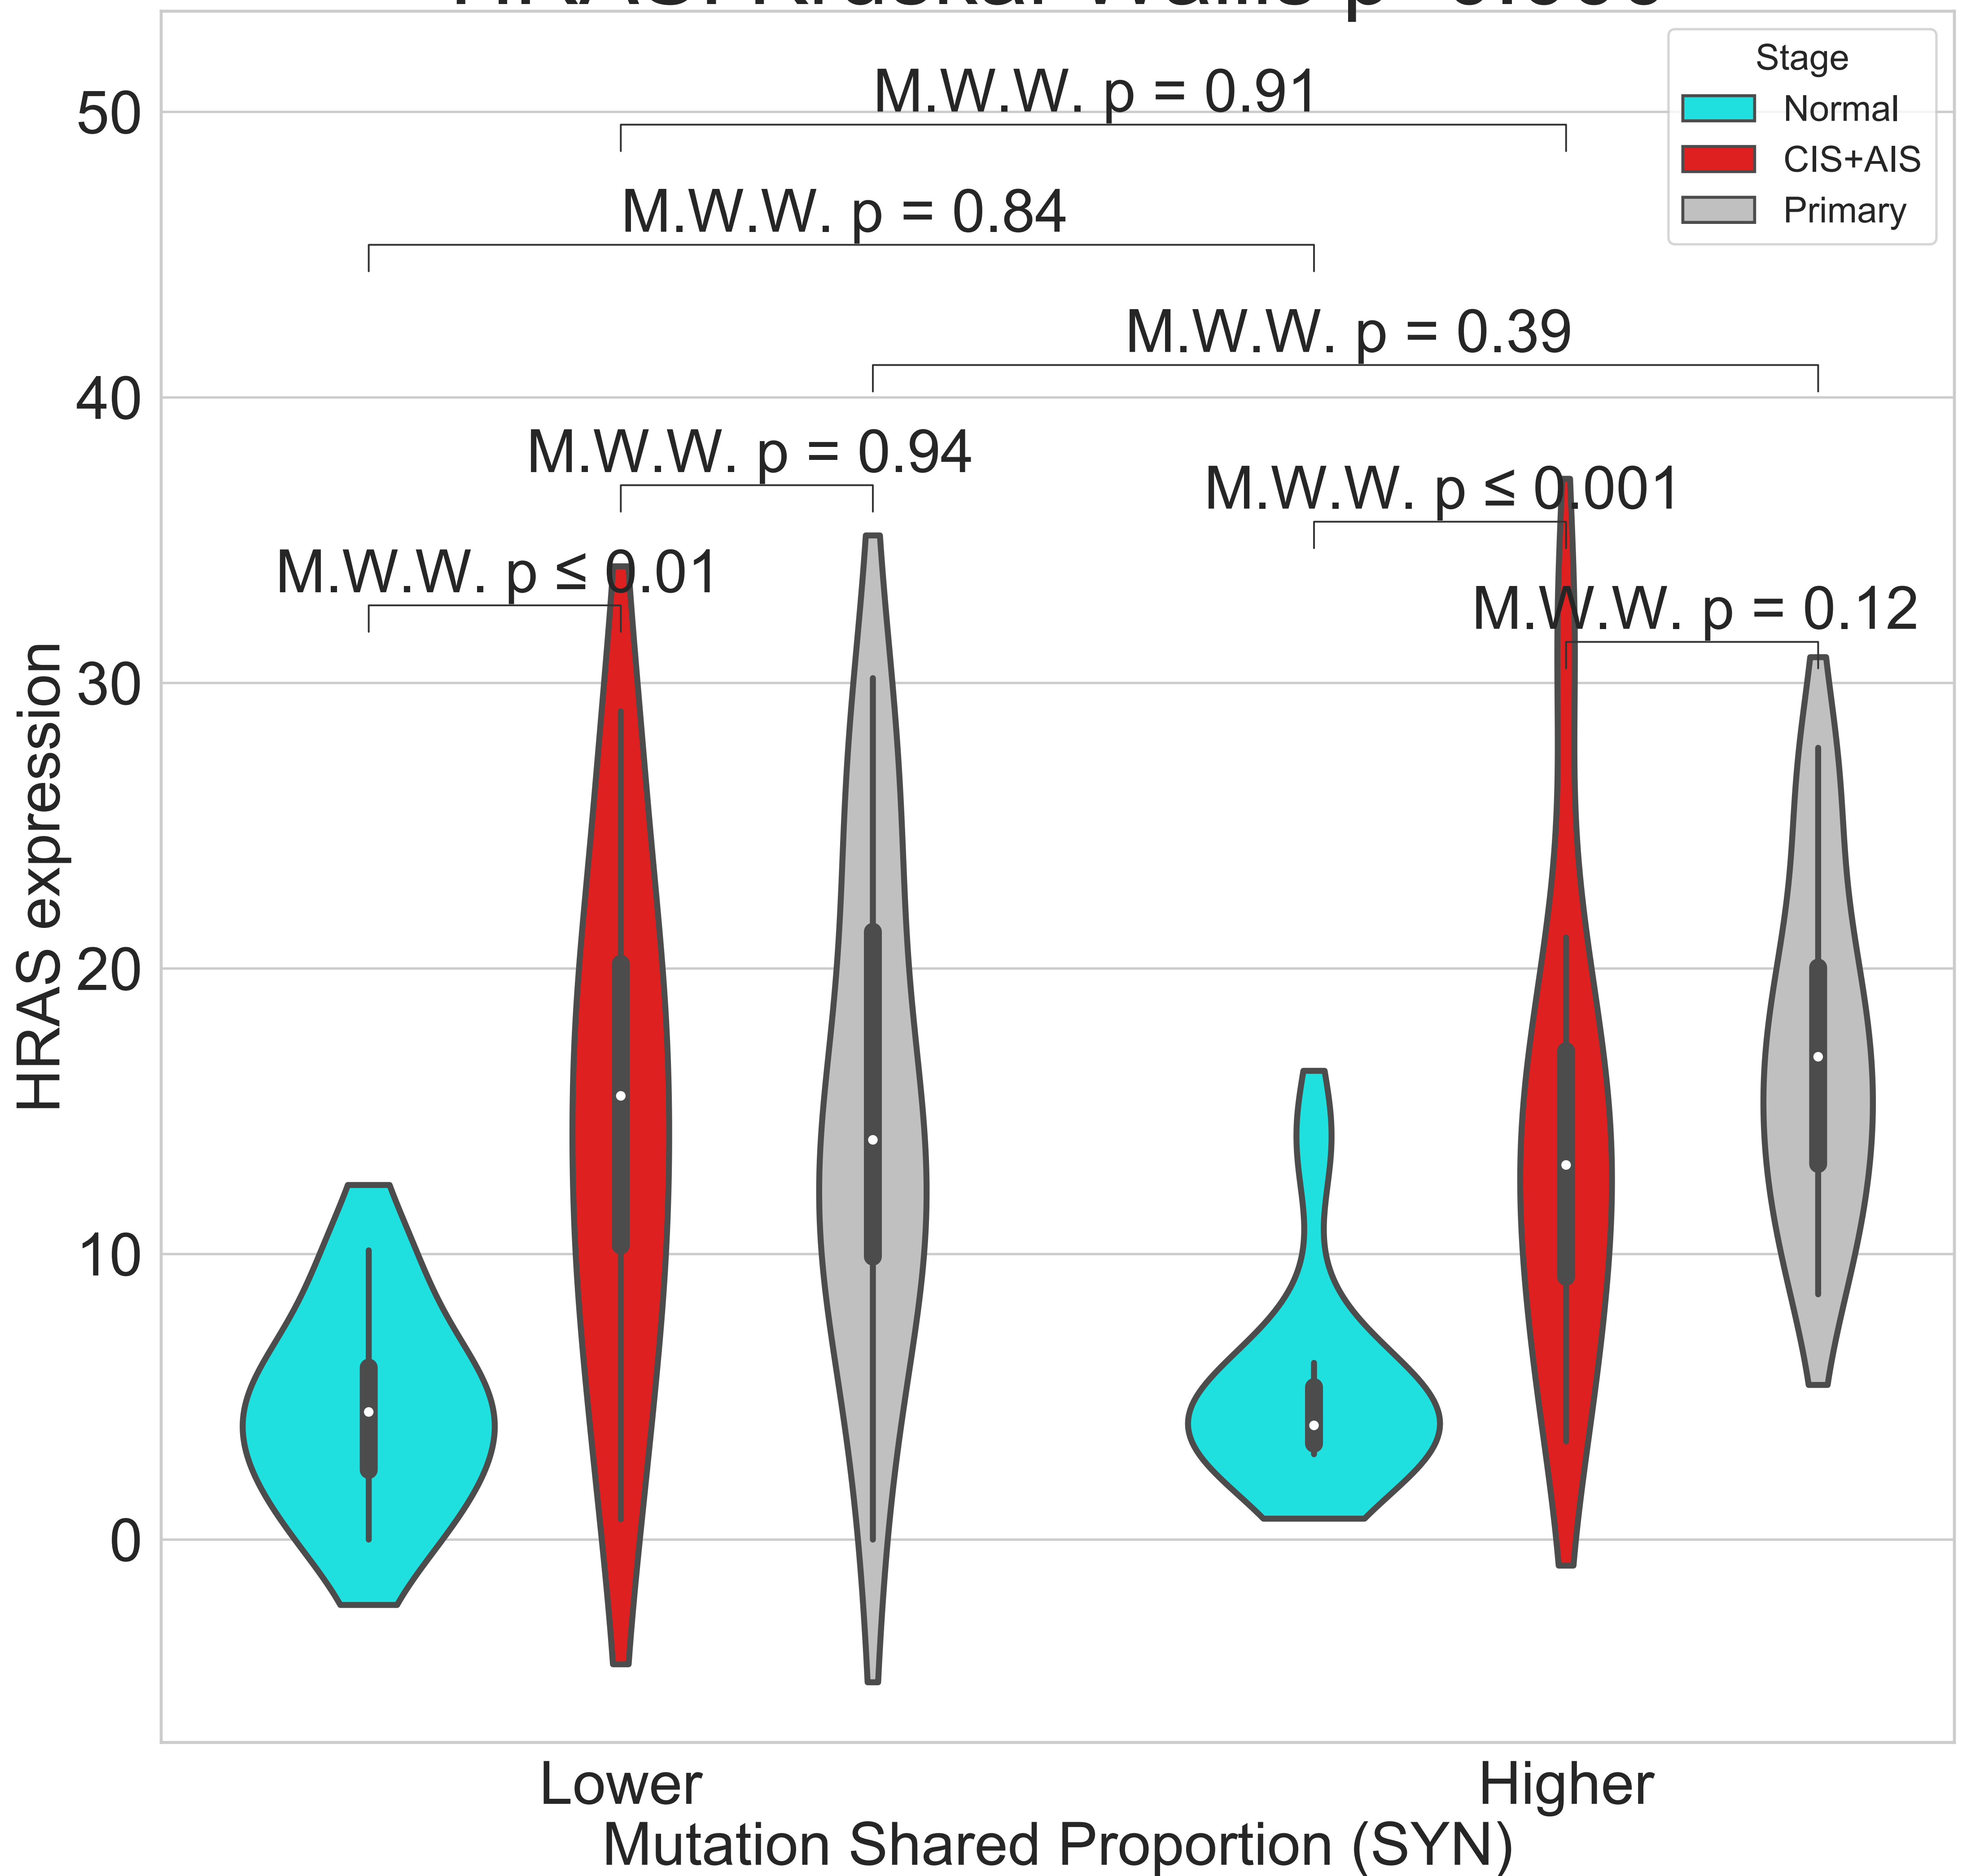 Stage
Normal
CIS+AIS
Primary
M.W.W. p = 0.91
M.W.W. p = 0.84
M.W.W. p = 0.39
M.W.W. p = 0.94
M.W.W. p ≤ 0.001
M.W.W. p ≤ 0.01
M.W.W. p = 0.12
HRAS expression
50
40
30
20
10
0
Lower
Higher
Mutation Shared Proportion (SYN)